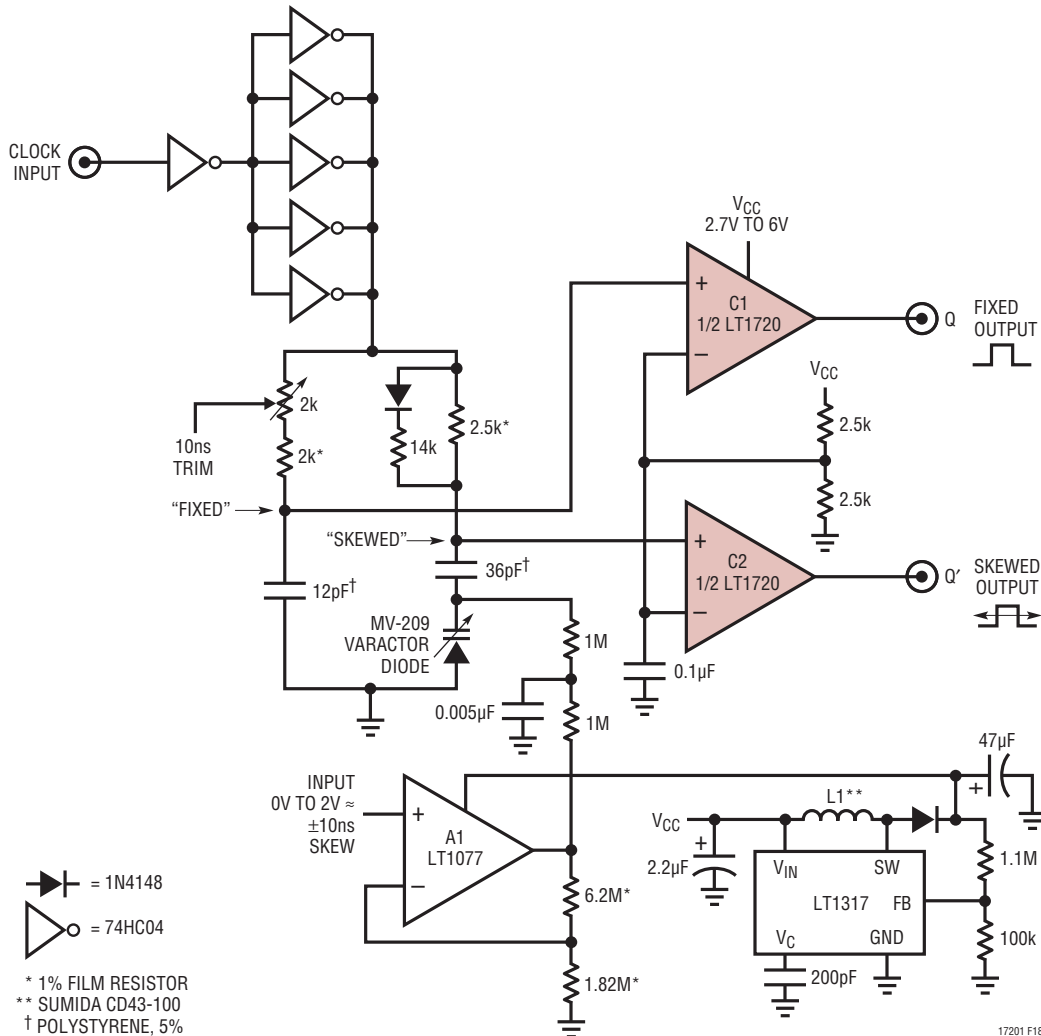 CLOCK
INPUT
VCC
2.7V TO 6V
+
C1
1/2 LT1720
–
Q
FIXED
OUTPUT
VCC
2.5k
2.5k
2k
10ns
TRIM
2k*
14k
2.5k*
"FIXED"
"SKEWED"
12pF†
36pF†
MV-209
VARACTOR
DIODE
+
C2
1/2 LT1720
–
Q′
SKEWED
OUTPUT
0.1µF
1M
0.005µF
1M
INPUT
0V TO 2V ≈
±10ns
SKEW
+
A1
LT1077
–
6.2M*
1.82M*
47µF
+
L1**
VCC
+
2.2µF
VIN
SW
LT1317
FB
VC
GND
1.1M
100k
200pF
= 1N4148
= 74HC04
* 1% FILM RESISTOR
** SUMIDA CD43-100
† POLYSTYRENE, 5%
17201 F18